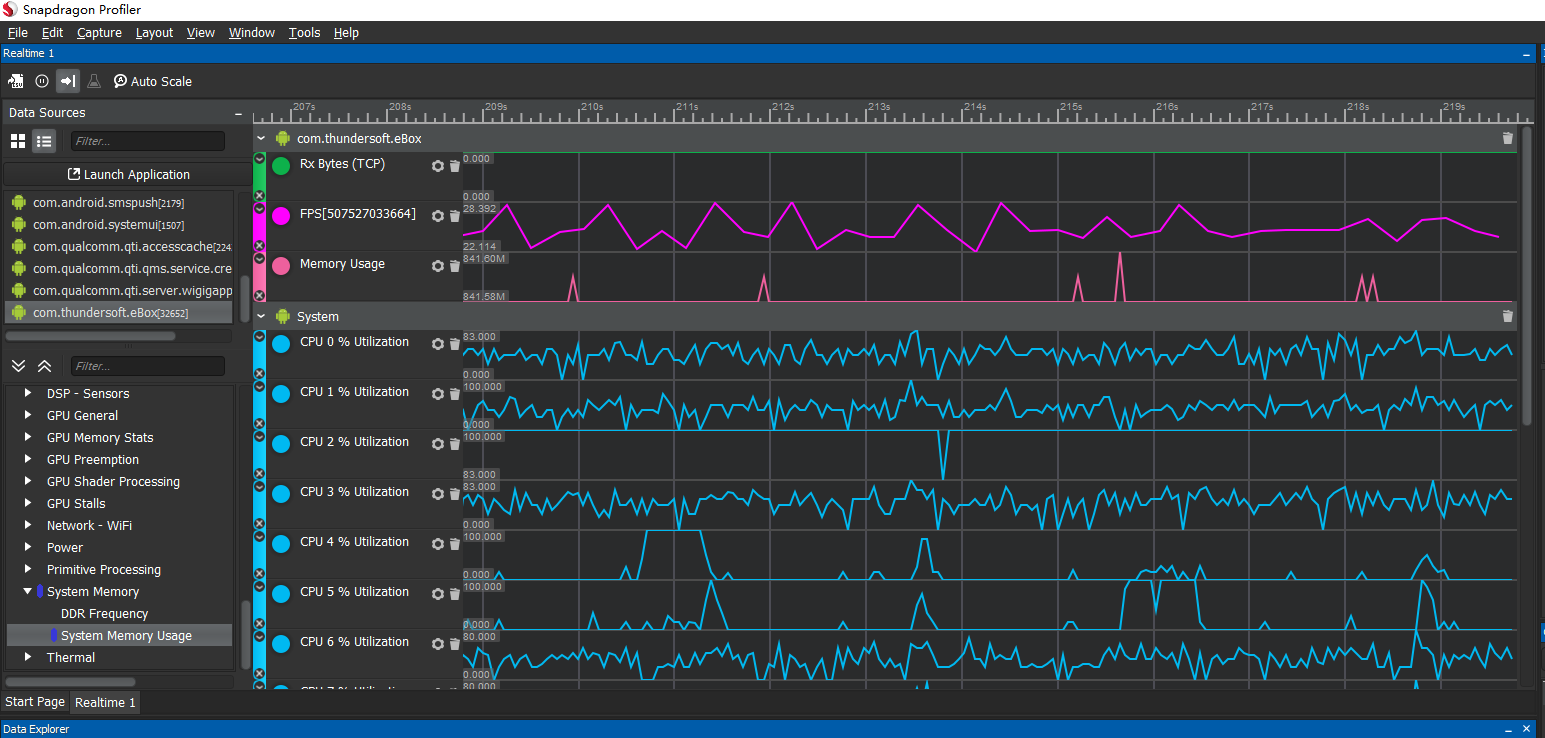 Snapdragon Profiler
File Edit Capture Layout View Window Tools Help
Realtime 1
Auto Scale
Data Sources
Filter...
Launch Application
com.android.smspush[2179]
com.android.systemui[1507]
com.qualcomm.qti.accesscache[224
com.qualcomm.qti.qms.service.cre
com.qualcomm.qti.server.wigigapp
com.thundersoft.eBox[32652]
Filter...
DSP - Sensors
GPU General
GPU Memory Stats
GPU Preemption
GPU Shader Processing
GPU Stalls
Network - WiFi
Power
Primitive Processing
System Memory
DDR Frequency
System Memory Usage
Thermal
207s 208s 209s 210s 211s 212s 213s 214s 215s 216s 217s 218s 219s
com.thundersoft.eBox
Rx Bytes (TCP) 0.000
0.000
FPS[507527033664] 28.392
22.114
Memory Usage 841.60M
841.58M
System
CPU 0 % Utilization 83.000
0.000
CPU 1 % Utilization 100.000
0.000
CPU 2 % Utilization 100.000
83.000
CPU 3 % Utilization 83.000
0.000
CPU 4 % Utilization 100.000
0.000
CPU 5 % Utilization 100.000
0.000
CPU 6 % Utilization 80.000
0.000
CPU 7 % Utilization 80.000
Start Page Realtime 1
Data Explorer